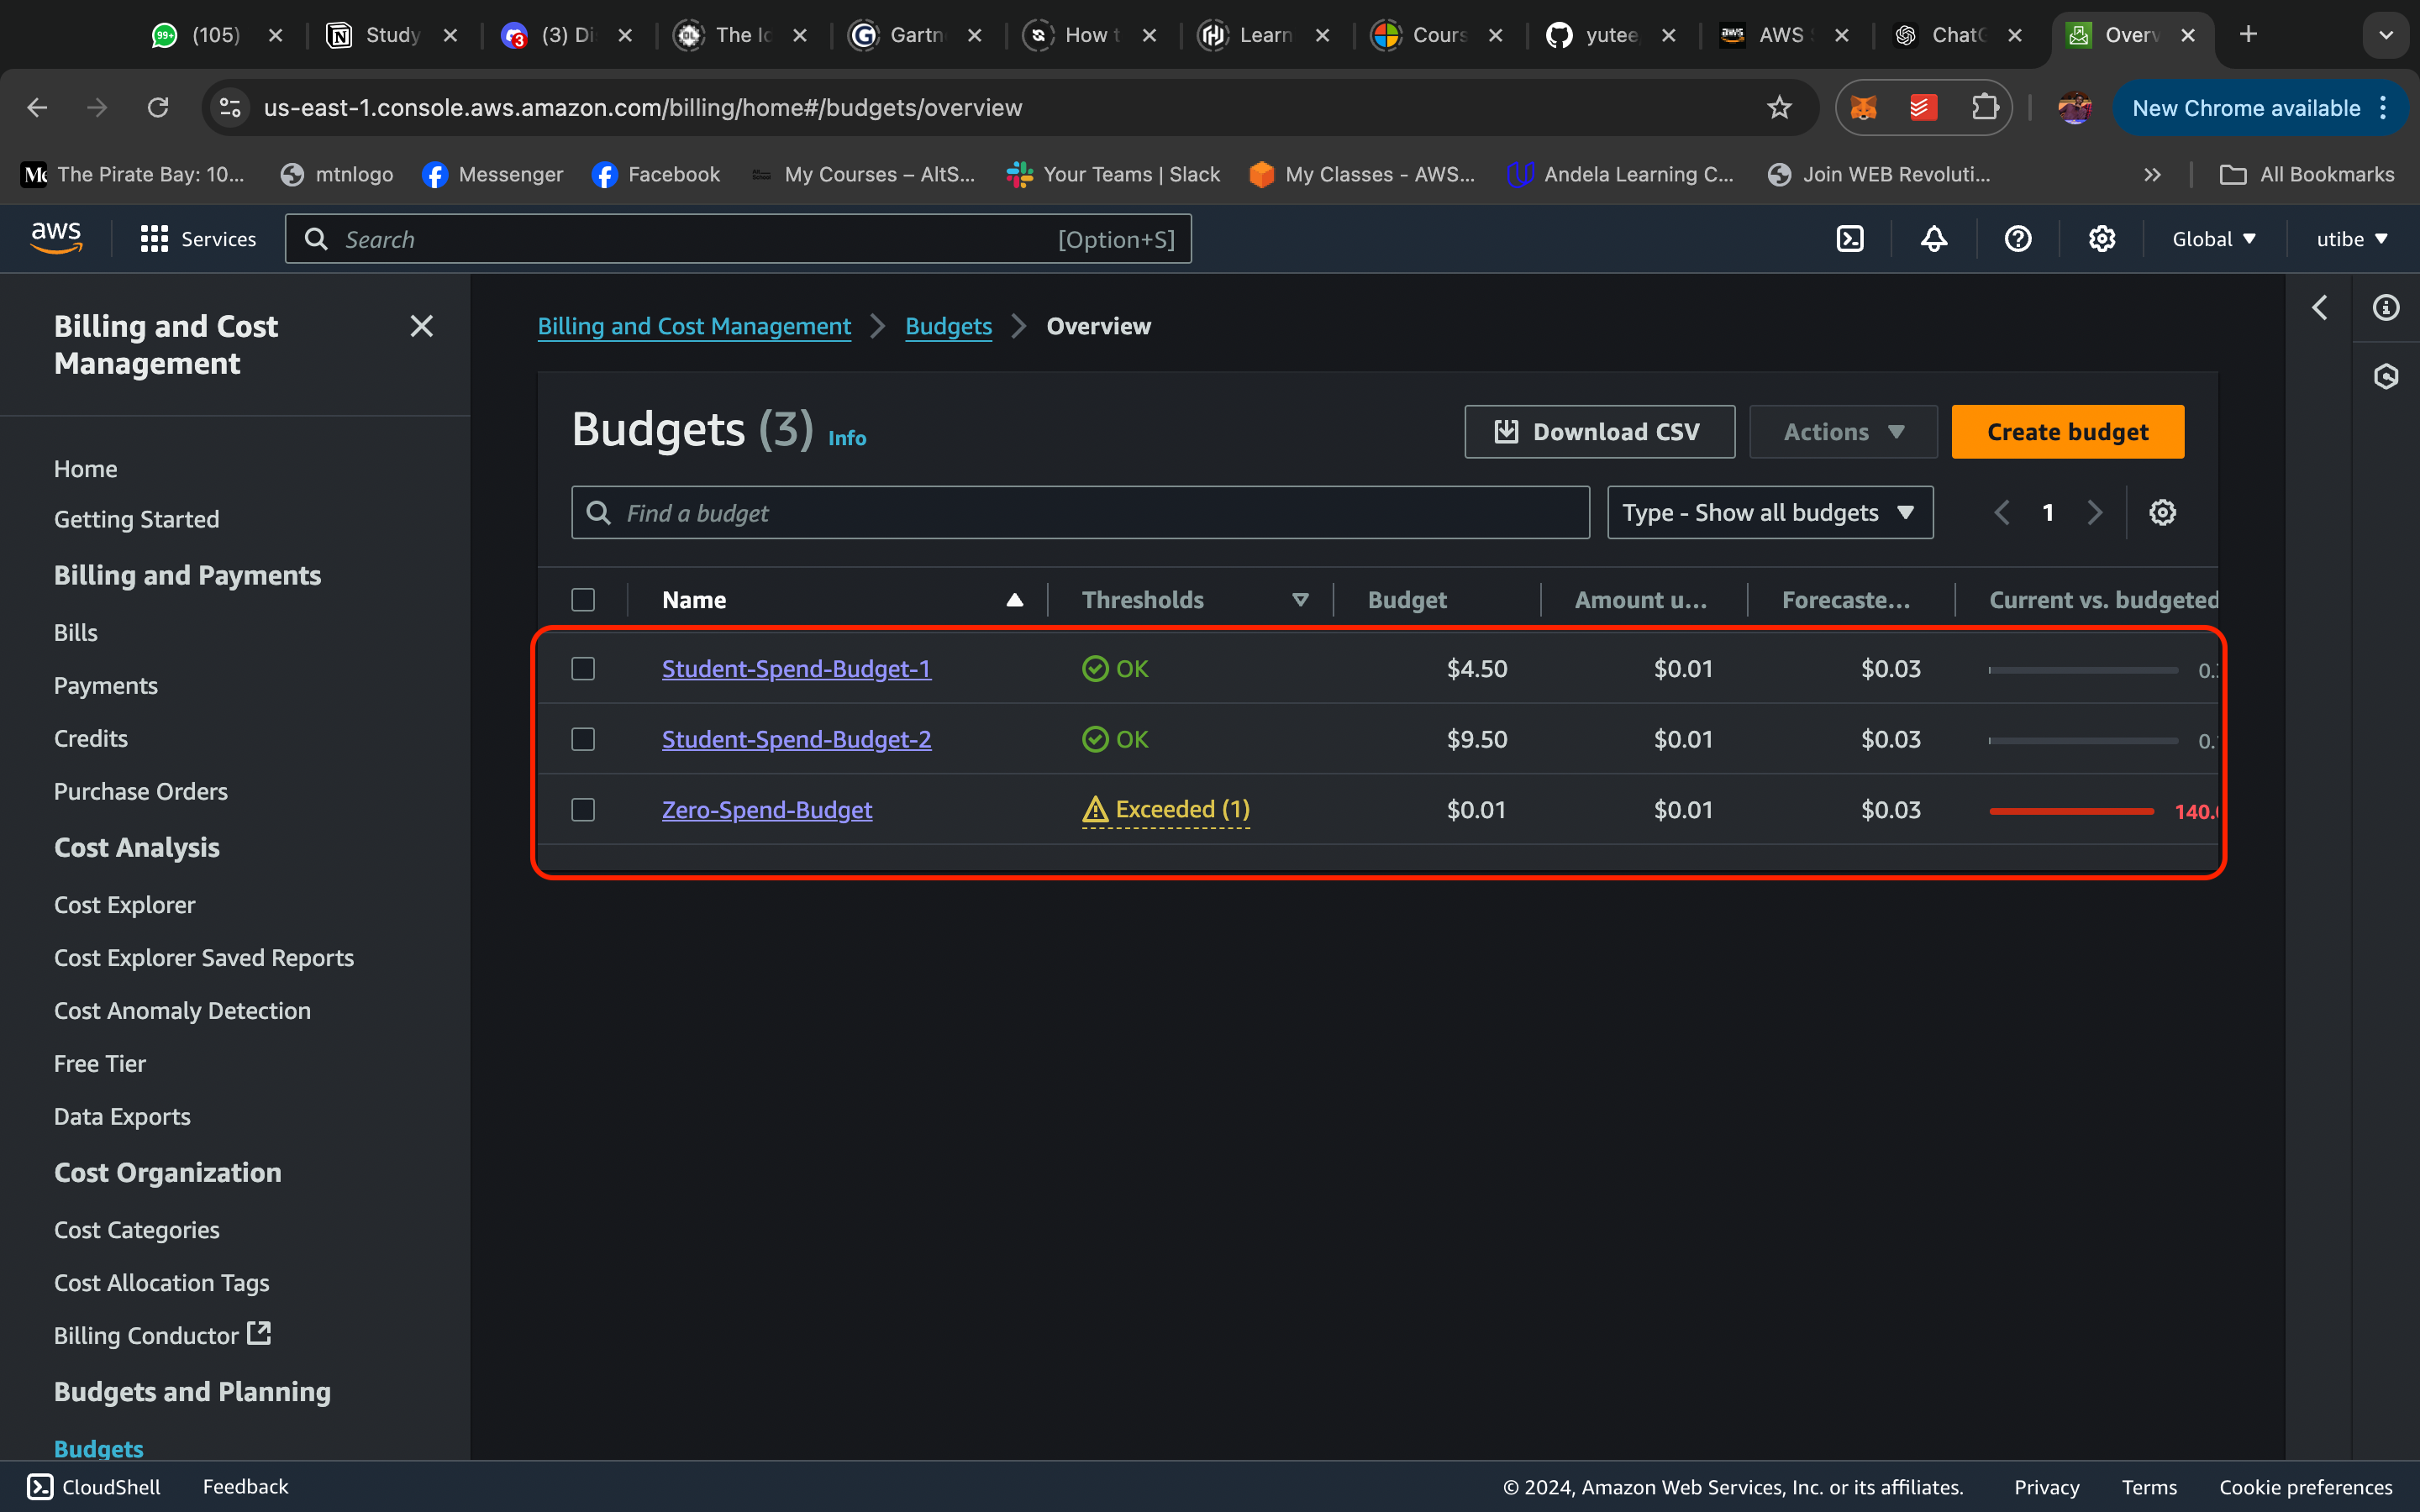 99+ (105) Study 3 (3) Di The Ic Gartn How t Learn Cours yutee aws AWS ChatG Overv
us-east-1.console.aws.amazon.com/billing/home#/budgets/overview New Chrome available
The Pirate Bay: 10... mtnlogo Messenger Facebook My Courses – AltS... Your Teams | Slack My Classes - AWS... Andela Learning C... Join WEB Revoluti... » All Bookmarks
aws Services Search [Option+S] Global utibe
Billing and Cost
Management
Home
Getting Started
Billing and Payments
Bills
Payments
Credits
Purchase Orders
Cost Analysis
Cost Explorer
Cost Explorer Saved Reports
Cost Anomaly Detection
Free Tier
Data Exports
Cost Organization
Cost Categories
Cost Allocation Tags
Billing Conductor
Budgets and Planning
Budgets
Billing and Cost Management Budgets Overview
Budgets (3) Info Download CSV Actions Create budget
Find a budget Type - Show all budgets 1
Name Thresholds Budget Amount u... Forecaste... Current vs. budgeted
Student-Spend-Budget-1 OK $4.50 $0.01 $0.03 0.
Student-Spend-Budget-2 OK $9.50 $0.01 $0.03 0.
Zero-Spend-Budget Exceeded (1) $0.01 $0.01 $0.03 140.
CloudShell Feedback © 2024, Amazon Web Services, Inc. or its affiliates. Privacy Terms Cookie preferences